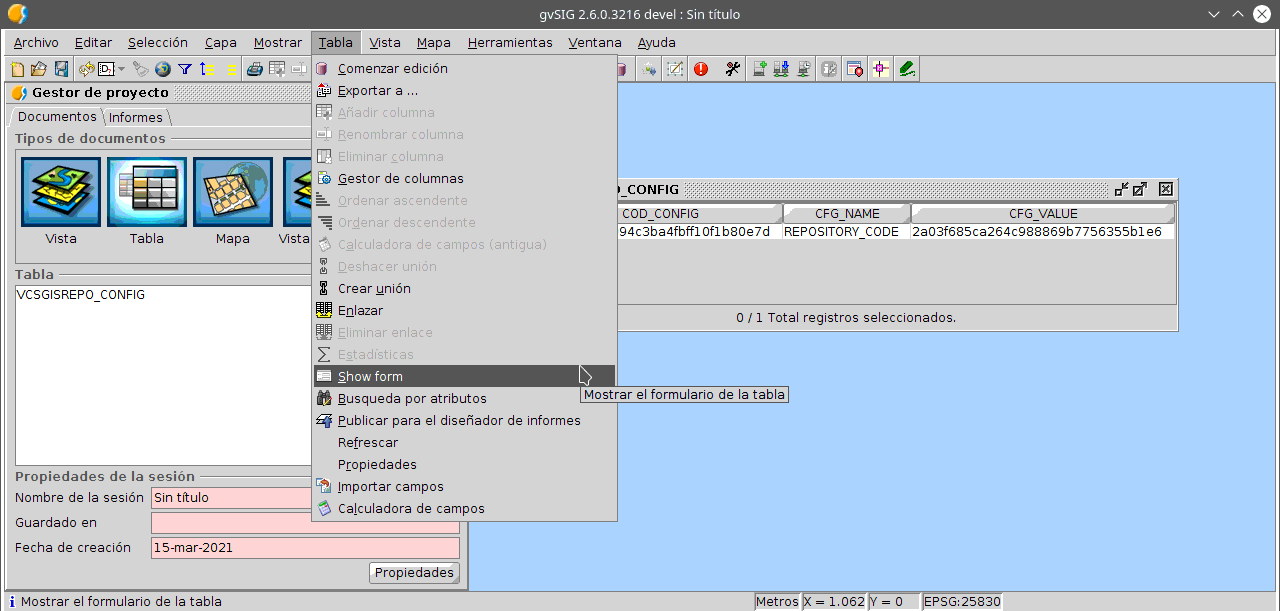 gvSIG 2.6.0.3216 devel : Sin título
Archivo Editar Selección Capa Mostrar Tabla Vista Mapa Herramientas Ventana Ayuda
Gestor de proyecto
Documentos Informes
Tipos de documentos
Vista Tabla Mapa Vista
Tabla
VCSGISREPO_CONFIG
Propiedades de la sesión
Nombre de la sesión Sin título
Guardado en
Fecha de creación 15-mar-2021
Propiedades
Comenzar edición
Exportar a ...
Añadir columna
Renombrar columna
Eliminar columna
Gestor de columnas
Ordenar ascendente
Ordenar descendente
Calculadora de campos (antigua)
Deshacer unión
Crear unión
Enlazar
Eliminar enlace
Estadísticas
Show form
Busqueda por atributos
Publicar para el diseñador de informes
Refrescar
Propiedades
Importar campos
Calculadora de campos
Mostrar el formulario de la tabla
_CONFIG
COD_CONFIG CFG_NAME CFG_VALUE
94c3ba4fbff10f1b80e7d REPOSITORY_CODE 2a03f685ca264c988869b7756355b1e6
0 / 1 Total registros seleccionados.
Mostrar el formulario de la tabla Metros X = 1.062 Y = 0 EPSG:25830